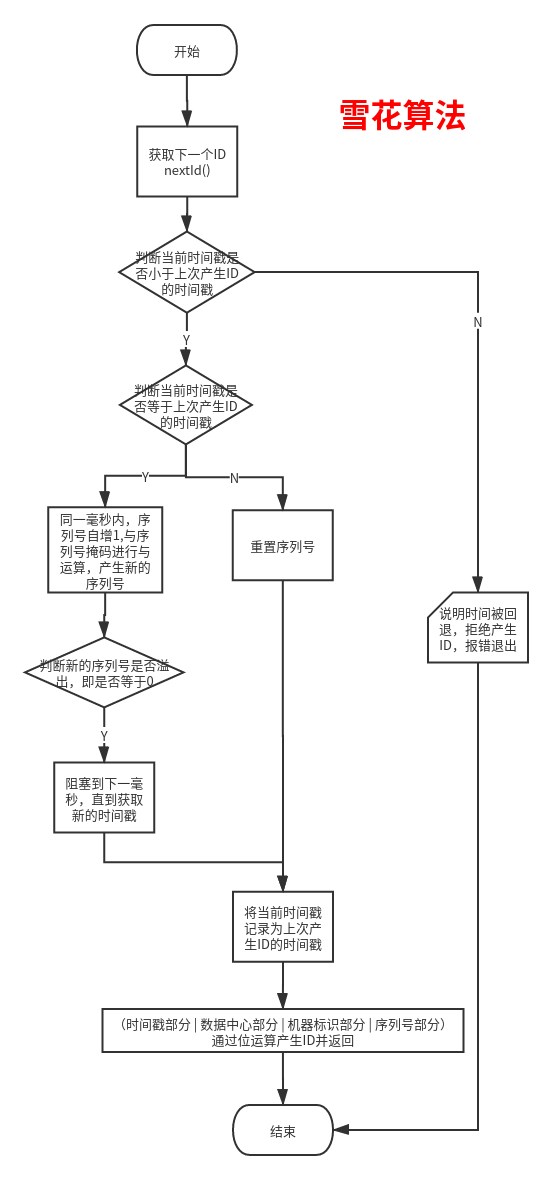 开始
雪花算法
获取下一个ID
nextId()
判断当前时间戳是
否小于上次产生ID
的时间戳
N
Y
判断当前时间戳是
否等于上次产生ID
的时间戳
Y
N
同一毫秒内，序
列号自增1,与序
列号掩码进行与
运算，产生新的
序列号
重置序列号
说明时间被回
退，拒绝产生
ID，报错退出
判断新的序列号是否溢
出，即是否等于0
Y
阻塞到下一毫
秒，直到获取
新的时间戳
将当前时间戳
记录为上次产
生ID的时间戳
（时间戳部分 | 数据中心部分 | 机器标识部分 | 序列号部分）
通过位运算产生ID并返回
结束